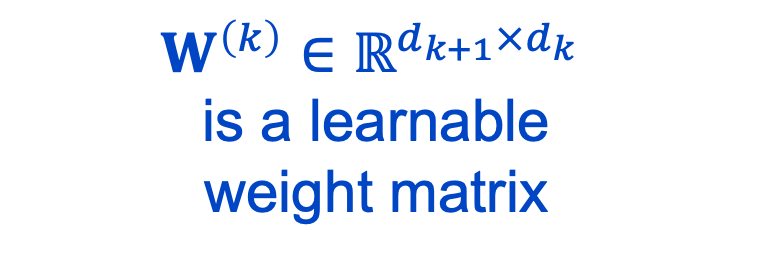 𝐖⁽ᵏ⁾ ∈ ℝ^{d_{k+1}×d_k}
is a learnable
weight matrix